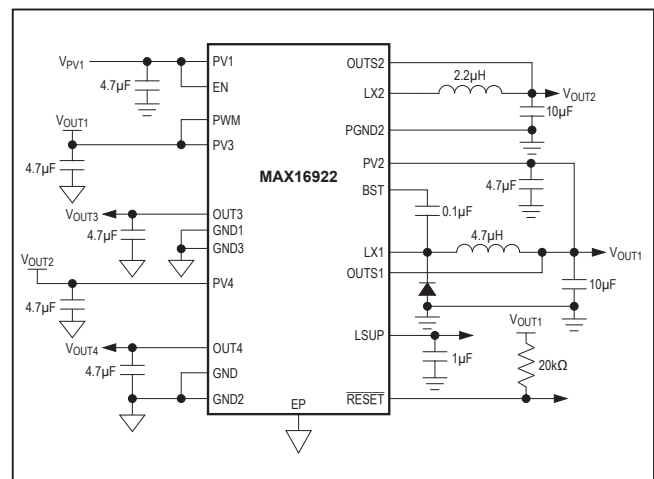 V_PV1
4.7µF
PV1
EN
V_OUT1
4.7µF
PWM
PV3
V_OUT3
4.7µF
OUT3
GND1
GND3
V_OUT2
4.7µF
PV4
V_OUT4
4.7µF
OUT4
GND
GND2
MAX16922
EP
OUTS2
2.2µH
LX2
V_OUT2
10µF
PGND2
PV2
4.7µF
BST
0.1µF
4.7µH
LX1
V_OUT1
OUTS1
10µF
LSUP
1µF
V_OUT1
20kΩ
RESET